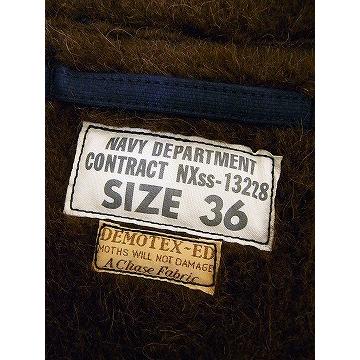 NAVY DEPARTMENT
CONTRACT NXss-13228
SIZE 36
DEMOTEX-ED
MOTHS WILL NOT DAMAGE
A Chase Fabric